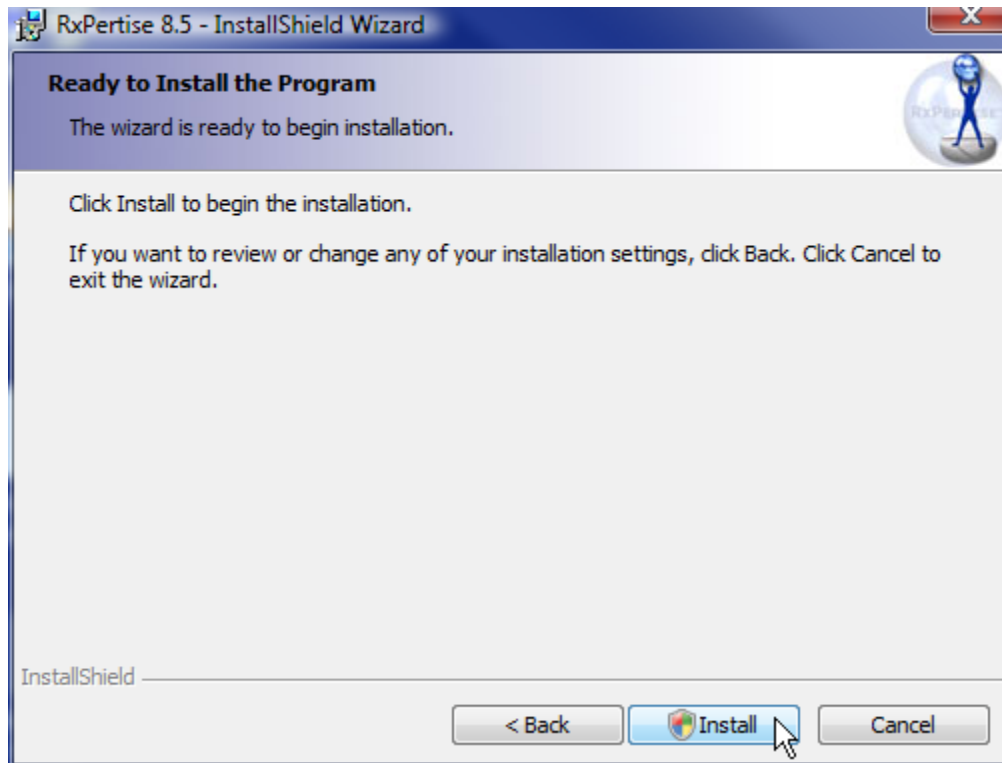 RxPertise 8.5 - InstallShield Wizard
Ready to Install the Program
The wizard is ready to begin installation.
Click Install to begin the installation.
If you want to review or change any of your installation settings, click Back. Click Cancel to
exit the wizard.
InstallShield
< Back
Install
Cancel